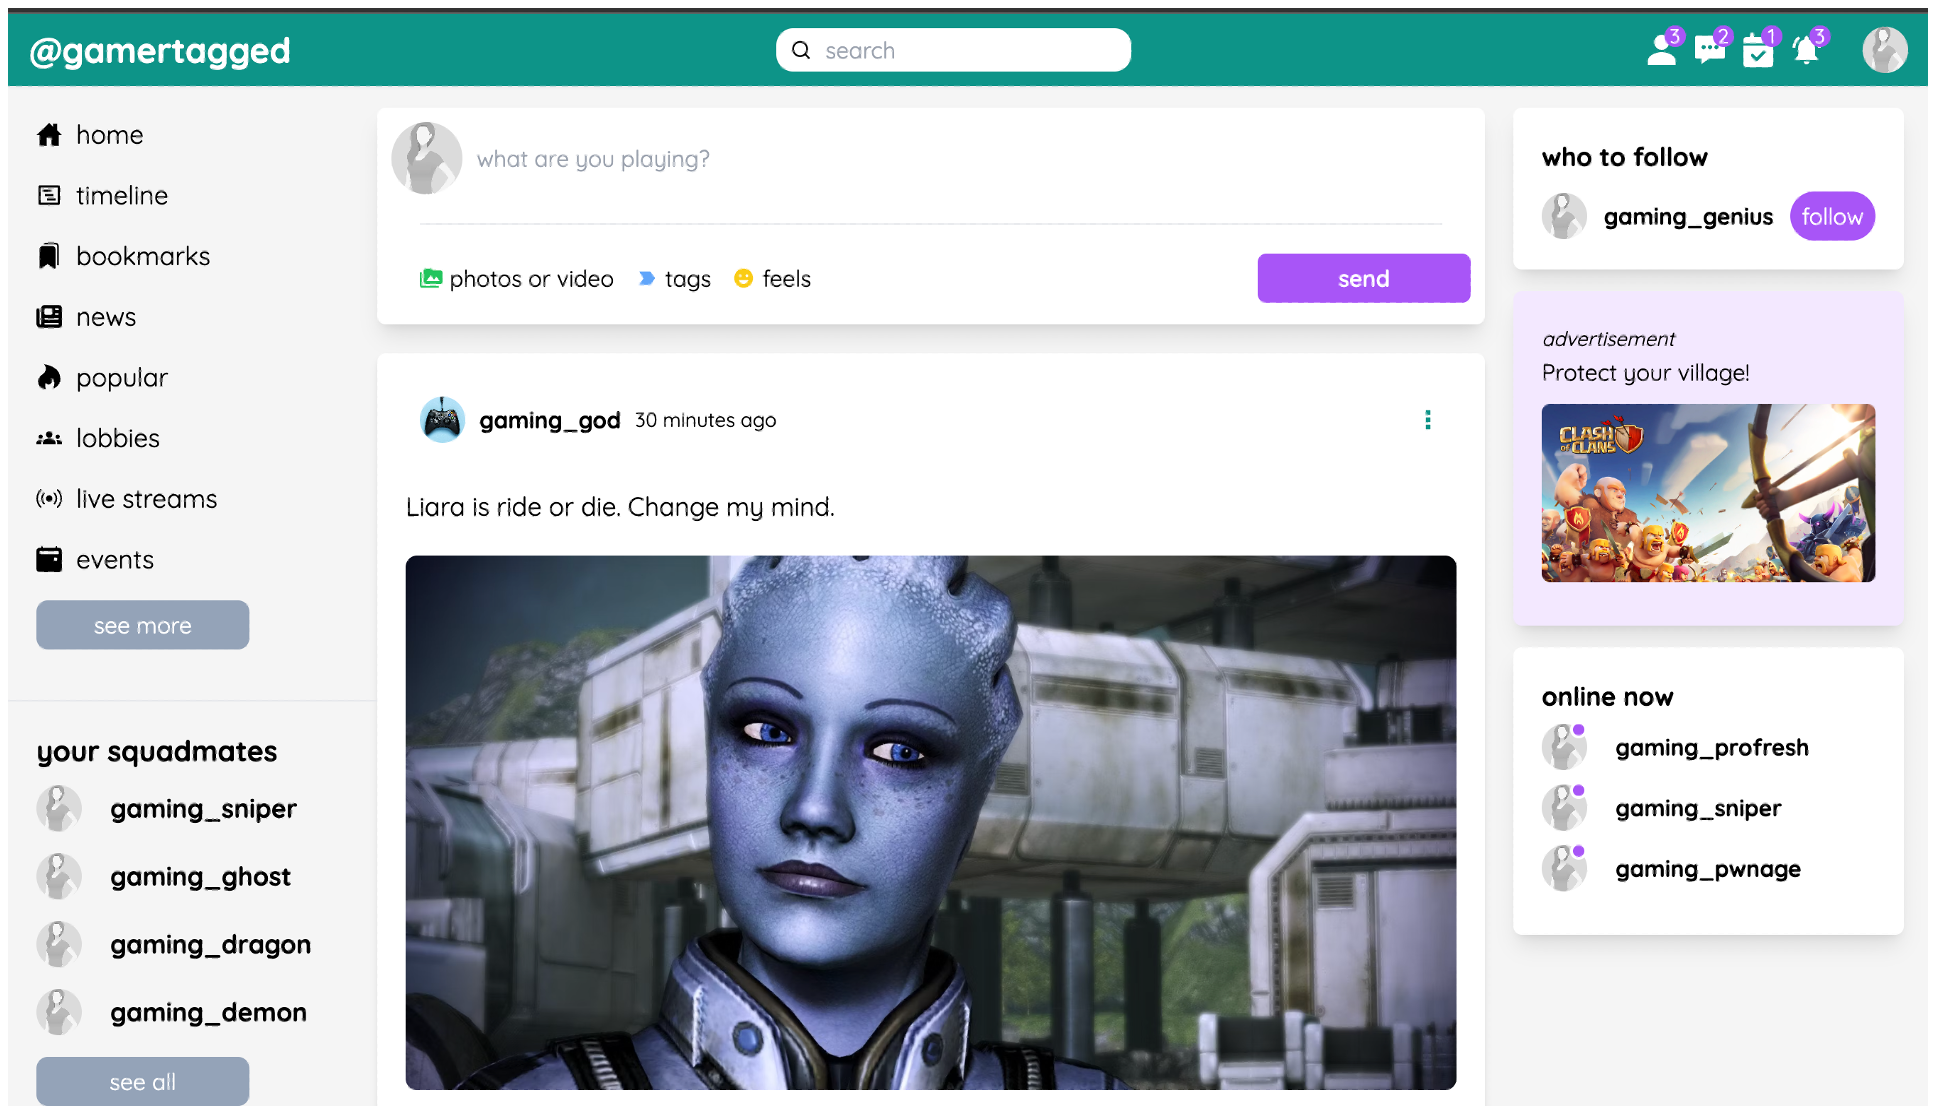 @gamertagged
search
3
2
1
3
home
timeline
bookmarks
news
popular
lobbies
live streams
events
see more
your squadmates
gaming_sniper
gaming_ghost
gaming_dragon
gaming_demon
see all
what are you playing?
photos or video
tags
feels
send
gaming_god 30 minutes ago
Liara is ride or die. Change my mind.
who to follow
gaming_genius
follow
advertisement
Protect your village!
CLASH
of CLANS
online now
gaming_profresh
gaming_sniper
gaming_pwnage